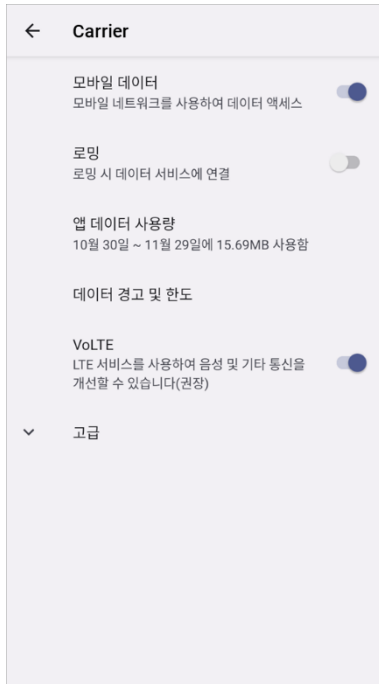 Carrier
모바일 데이터
모바일 네트워크를 사용하여 데이터 액세스
로밍
로밍 시 데이터 서비스에 연결
앱 데이터 사용량
10월 30일 ~ 11월 29일에 15.69MB 사용함
데이터 경고 및 한도
VoLTE
LTE 서비스를 사용하여 음성 및 기타 통신을
개선할 수 있습니다(권장)
고급